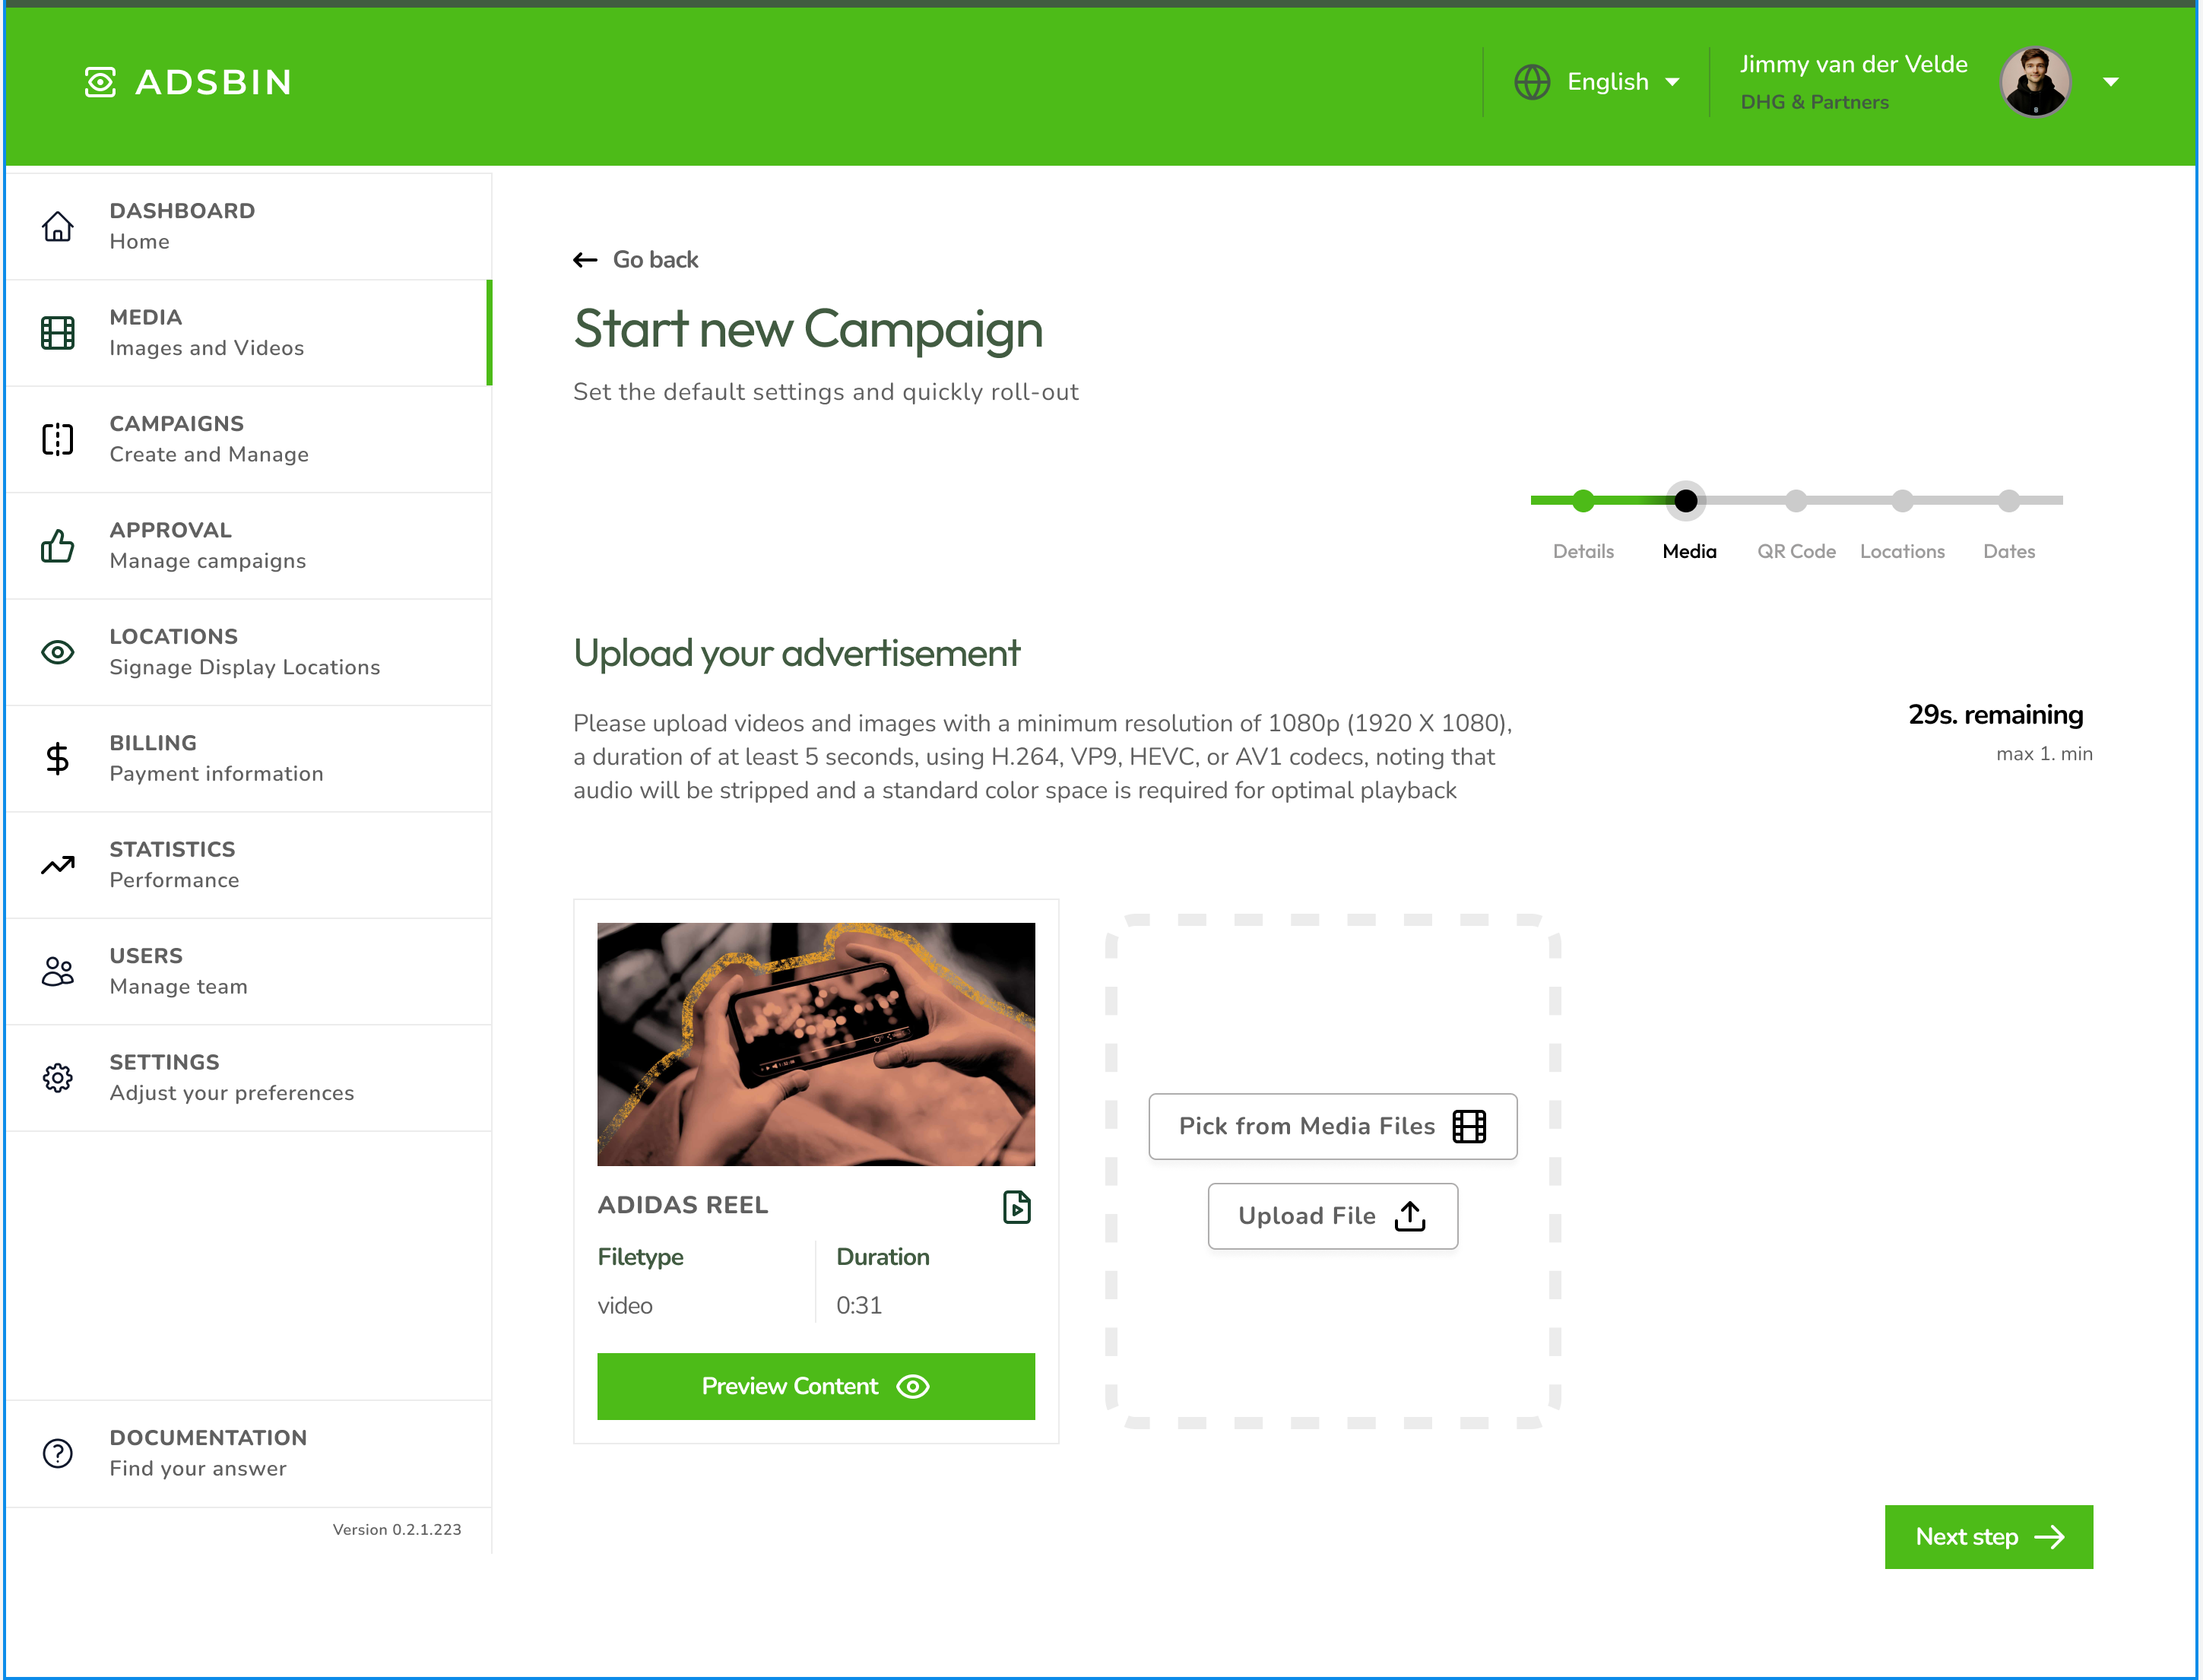 ADSBIN
English
Jimmy van der Velde
DHG & Partners
DASHBOARD
Home
MEDIA
Images and Videos
CAMPAIGNS
Create and Manage
APPROVAL
Manage campaigns
LOCATIONS
Signage Display Locations
BILLING
Payment information
STATISTICS
Performance
USERS
Manage team
SETTINGS
Adjust your preferences
DOCUMENTATION
Find your answer
Version 0.2.1.223
Go back
Start new Campaign
Set the default settings and quickly roll-out
Details
Media
QR Code
Locations
Dates
Upload your advertisement
Please upload videos and images with a minimum resolution of 1080p (1920 X 1080),
a duration of at least 5 seconds, using H.264, VP9, HEVC, or AV1 codecs, noting that
audio will be stripped and a standard color space is required for optimal playback
29s. remaining
max 1. min
ADIDAS REEL
Filetype
Duration
video
0:31
Preview Content
Pick from Media Files
Upload File
Next step